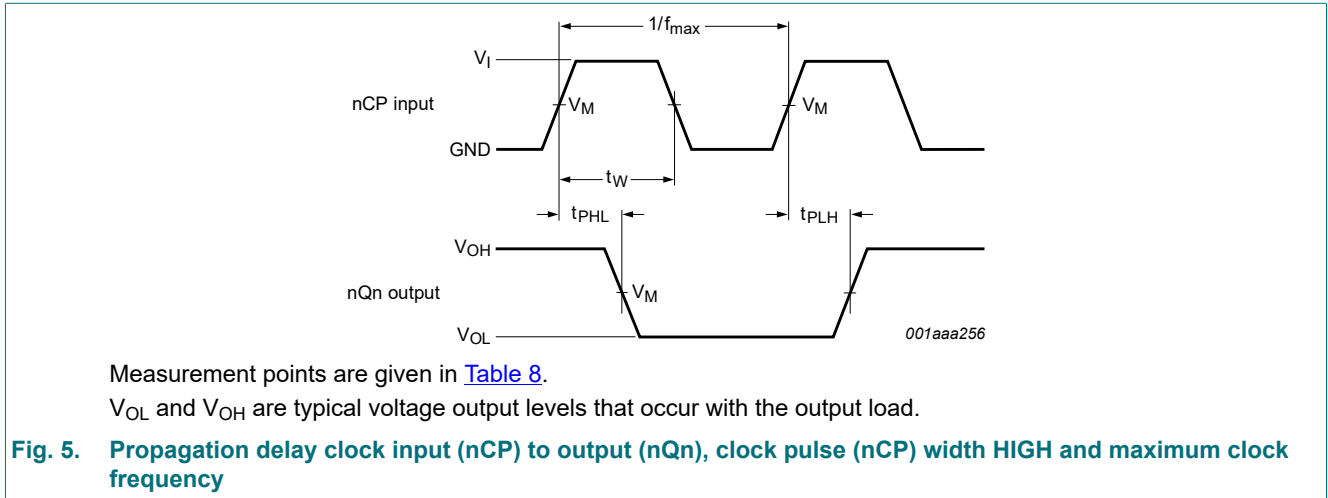 1/fmax
VI
nCP input
VM
VM
GND
tW
tPHL
tPLH
VOH
nQn output
VM
VOL
001aaa256
Measurement points are given in Table 8.
VOL and VOH are typical voltage output levels that occur with the output load.
Fig. 5. Propagation delay clock input (nCP) to output (nQn), clock pulse (nCP) width HIGH and maximum clock
frequency